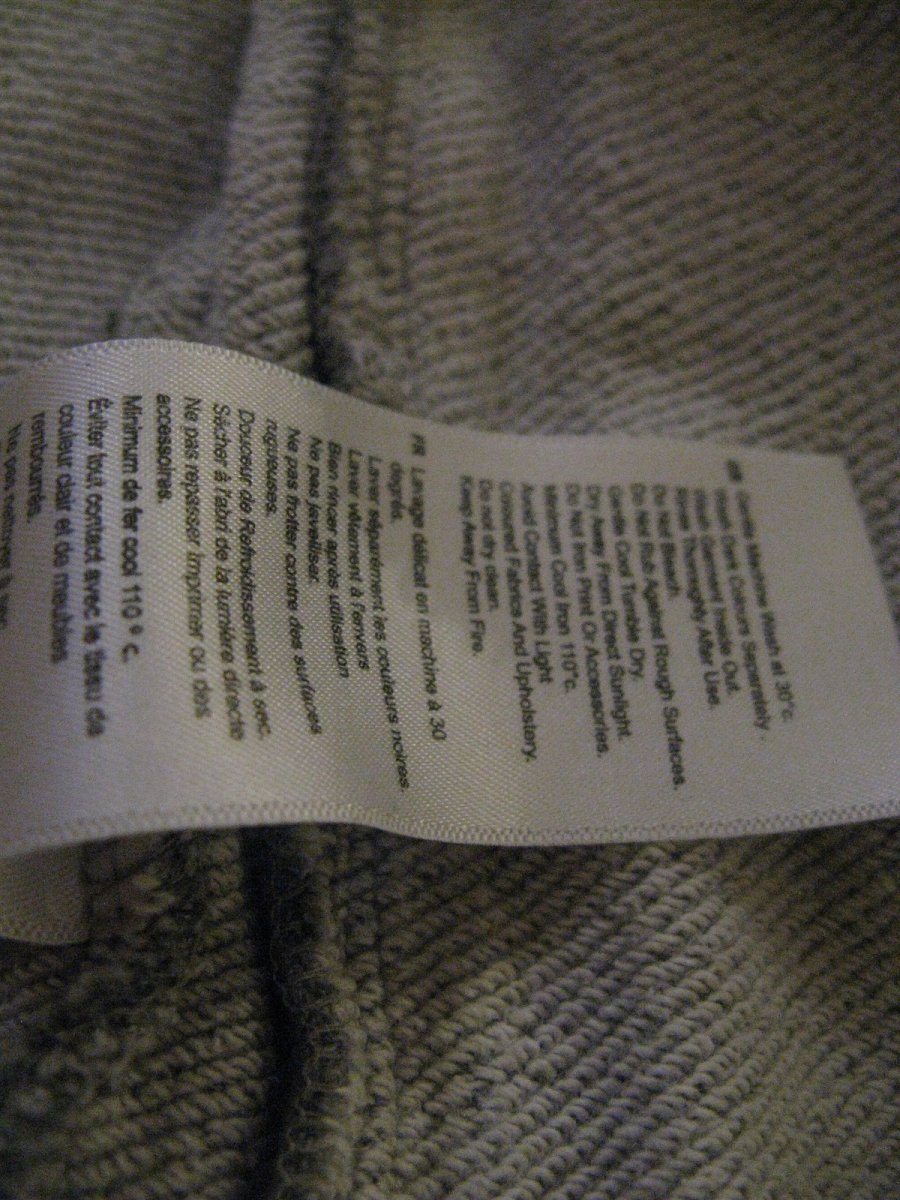 GB Gentle Machine Wash at 30°c.
Wash Dark Colours Separately.
Wash Garment Inside Out.
Rinse Thoroughly After Use.
Do Not Bleach.
Do Not Rub Against Rough Surfaces.
Gentle Cool Tumble Dry.
Dry Away From Direct Sunlight.
Do Not Iron Print Or Accessories.
Minimum Cool Iron 110°c.
Avoid Contact With Light
Coloured Fabric And Upholstery.
Do not dry clean.
Keep Away From Fire.
FR Lavage délicat en machine à 30
degrés.
Laver séparément les couleurs noires.
Laver vêtement à l'envers
Bien rincer après utilisation
Ne pas javeliser.
Ne pas frotter contre des surfaces
rugueuses.
Douceur de Refroidissement à sec.
Sécher à l'abri de la lumière directe
Ne pas repasser Imprimer ou des
accessoires.
Minimum de fer cool 110 ° c.
Éviter tout contact avec le tissu de
couleur clair et de meubles
rembourrés.
Ne pas